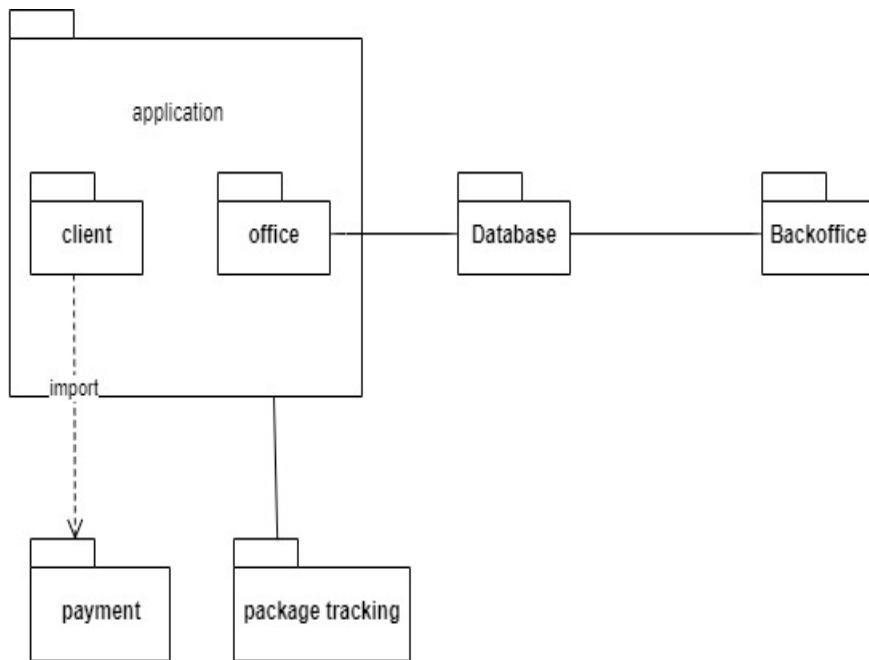 application
client
office
Database
Backoffice
import
payment
package tracking